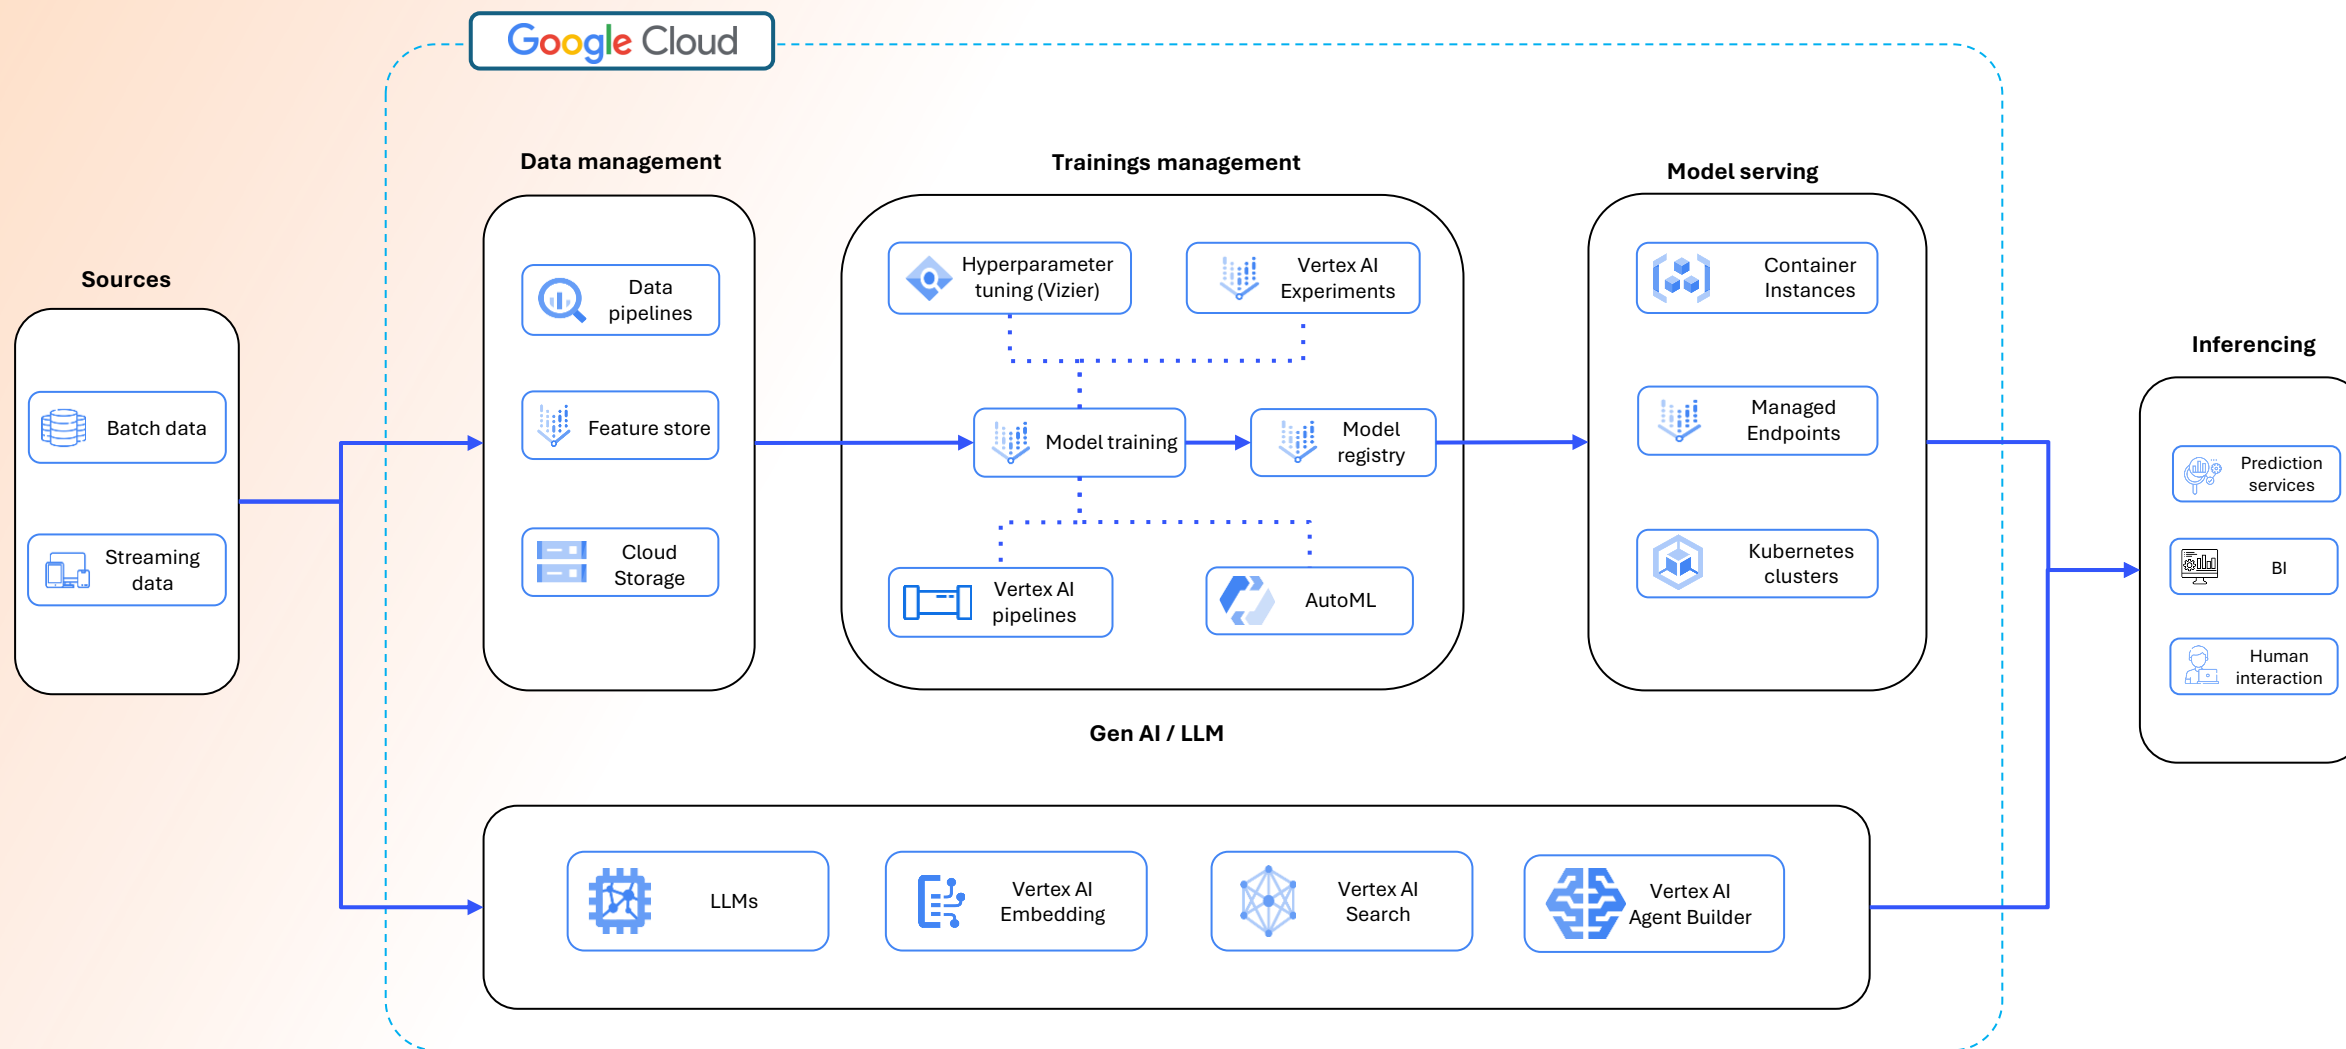 Google Cloud
Sources
Batch data
Streaming
data
Data management
Data
pipelines
Feature store
Cloud
Storage
Trainings management
Hyperparameter
tuning (Vizier)
Vertex AI
Experiments
Model training
Model
registry
Vertex AI
pipelines
AutoML
Model serving
Container
Instances
Managed
Endpoints
Kubernetes
clusters
Gen AI / LLM
LLMs
Vertex AI
Embedding
Vertex AI
Search
Vertex AI
Agent Builder
Inferencing
Prediction
services
BI
Human
interaction